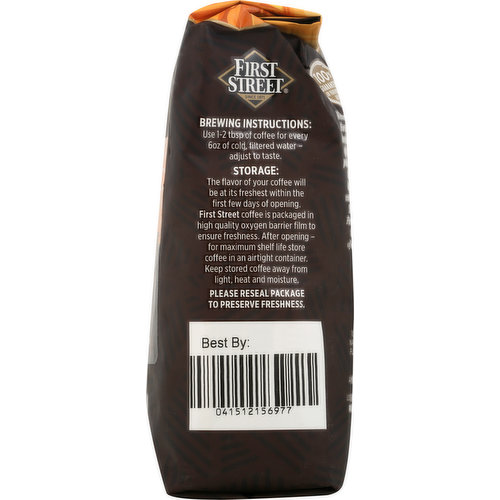 FIRST
STREET®
BREWING INSTRUCTIONS:
Use 1-2 tbsp of coffee for every
6oz of cold, filtered water –
adjust to taste.
STORAGE:
The flavor of your coffee will
be at its freshest within the
first few days of opening.
First Street coffee is packaged in
high quality oxygen barrier film to
ensure freshness. After opening –
for maximum shelf life store
coffee in an airtight container.
Keep stored coffee away from
light, heat and moisture.
PLEASE RESEAL PACKAGE
TO PRESERVE FRESHNESS.
Best By:
041512156977
100%